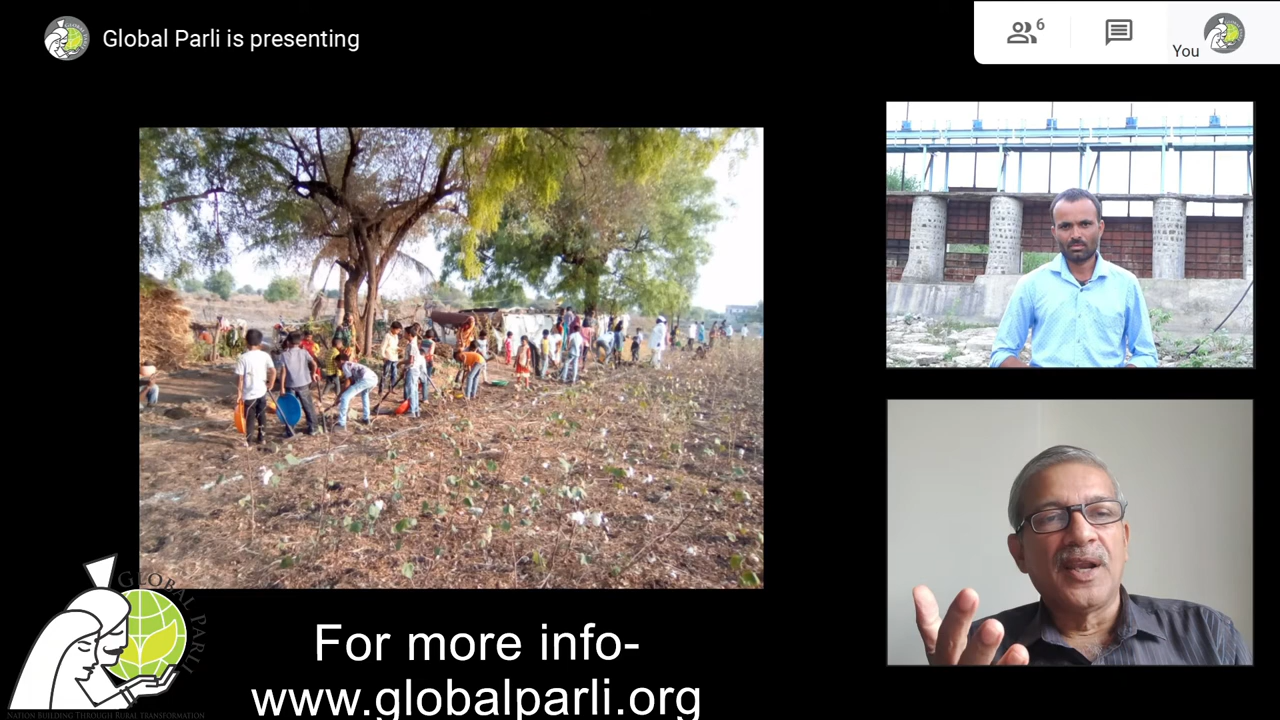 Global Parli is presenting
6
You
GLOBAL PARLI
NATION BUILDING THROUGH RURAL TRANSFORMATION
For more info-
www.globalparli.org